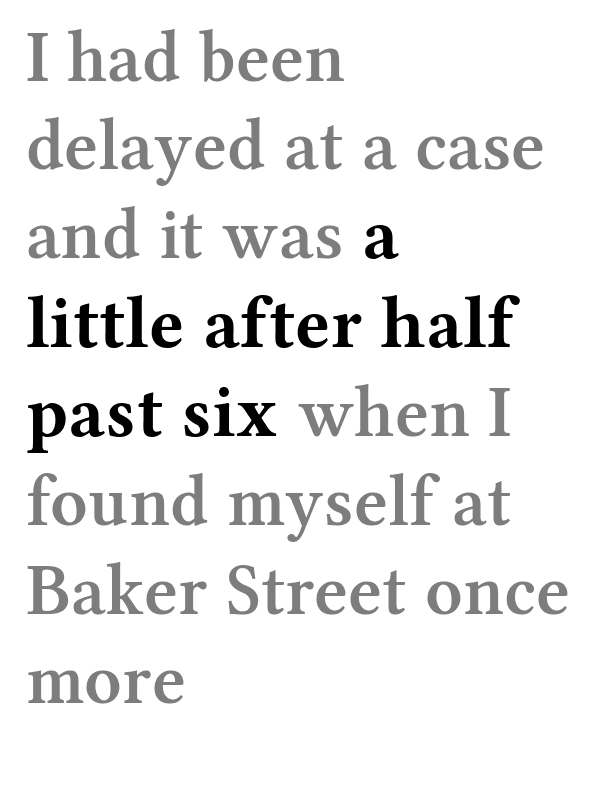 I had been
delayed at a case
and it was a
little after half
past six when I
found myself at
Baker Street once
more